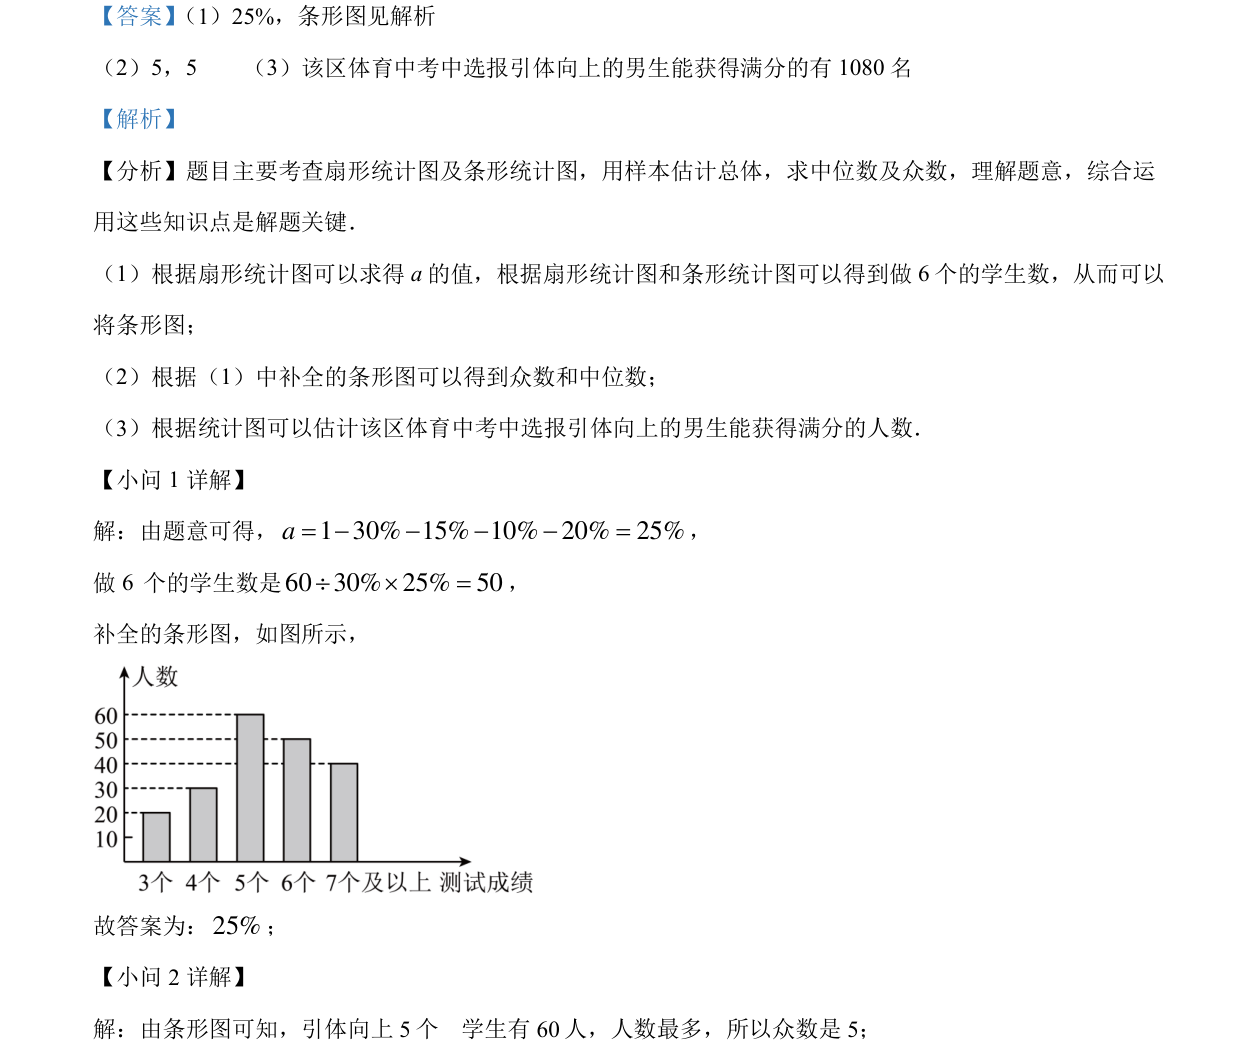 【答案】（1）25%，条形图见解析
（2）5，5　　（3）该区体育中考中选报引体向上的男生能获得满分的有 1080 名
【解析】
【分析】题目主要考查扇形统计图及条形统计图，用样本估计总体，求中位数及众数，理解题意，综合运
用这些知识点是解题关键．
（1）根据扇形统计图可以求得 a 的值，根据扇形统计图和条形统计图可以得到做 6 个的学生数，从而可以
将条形图；
（2）根据（1）中补全的条形图可以得到众数和中位数；
（3）根据统计图可以估计该区体育中考中选报引体向上的男生能获得满分的人数．
【小问 1 详解】
解：由题意可得，a＝1－30%－15%－10%－20%＝25%，
做 6 个的学生数是 60÷30%×25%＝50，
补全的条形图，如图所示，
人数
60
50
40
30
20
10
3个 4个 5个 6个 7个及以上 测试成绩
故答案为：25%；
【小问 2 详解】
解：由条形图可知，引体向上 5 个　学生有 60 人，人数最多，所以众数是 5；